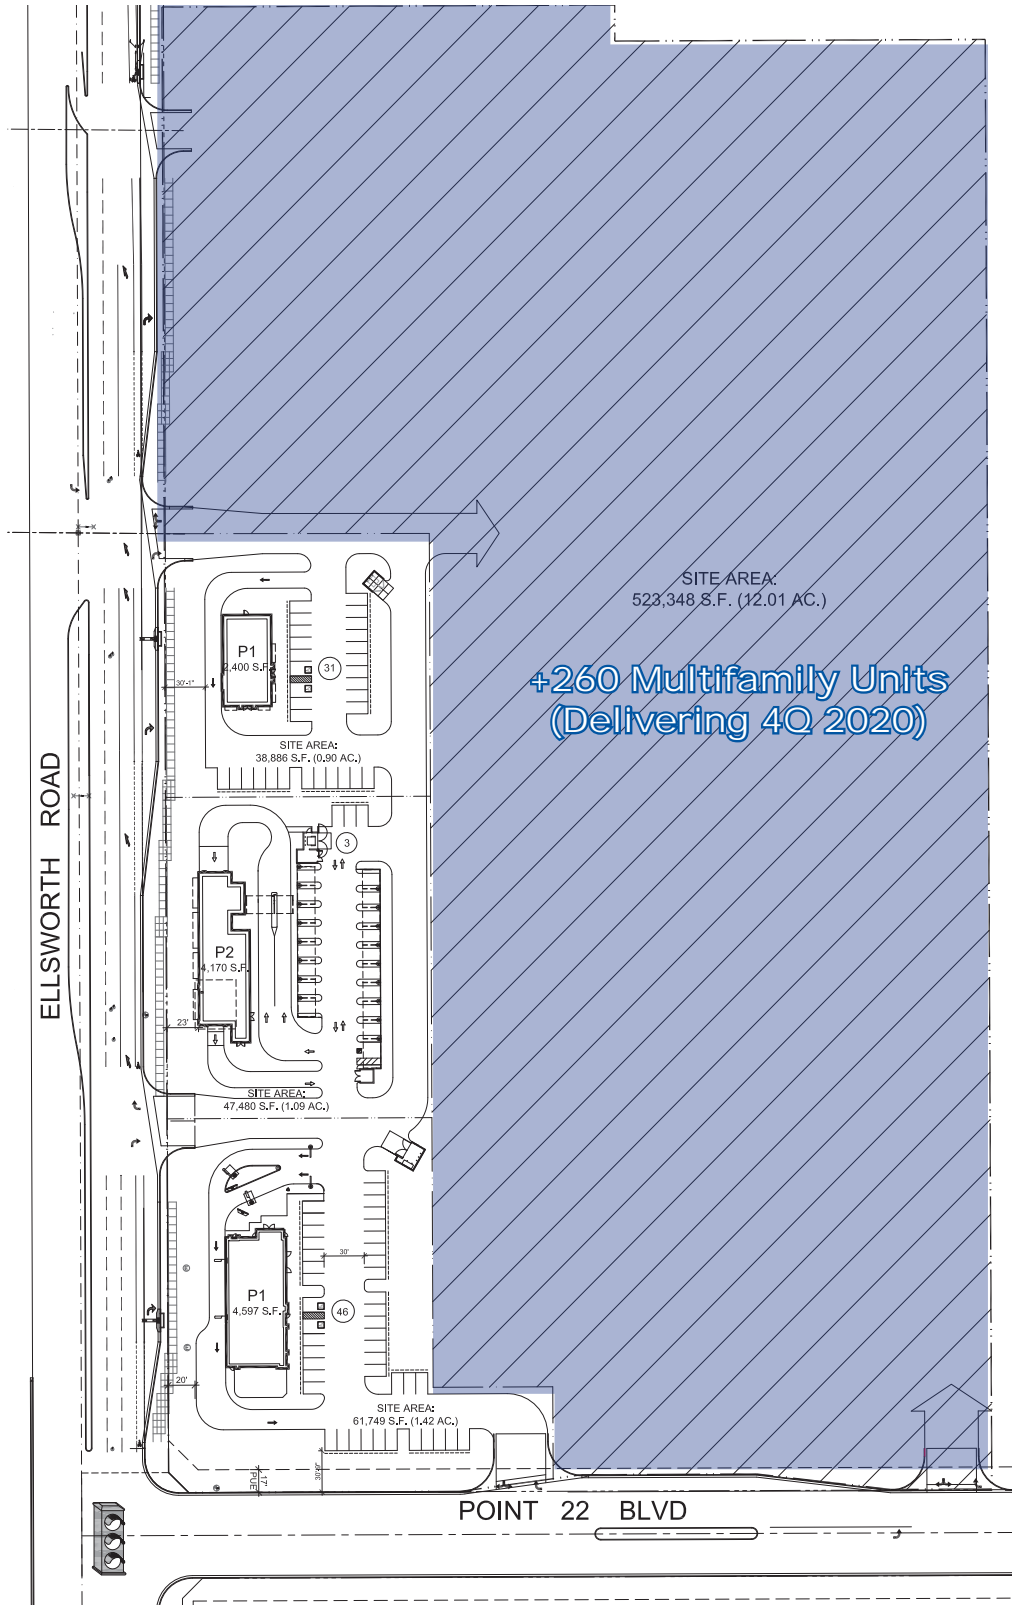 SITE AREA:
523,348 S.F. (12.01 AC.)
+260 Multifamily Units
(Delivering 4Q 2020)
P1
2,400 S.F.
31
30'-1"
SITE AREA:
38,886 S.F. (0.90 AC.)
ELLSWORTH ROAD
3
P2
4,170 S.F.
23'
SITE AREA:
47,480 S.F. (1.09 AC.)
30'
P1
4,597 S.F.
46
20'
SITE AREA:
61,749 S.F. (1.42 AC.)
17'
PUE
POINT 22 BLVD